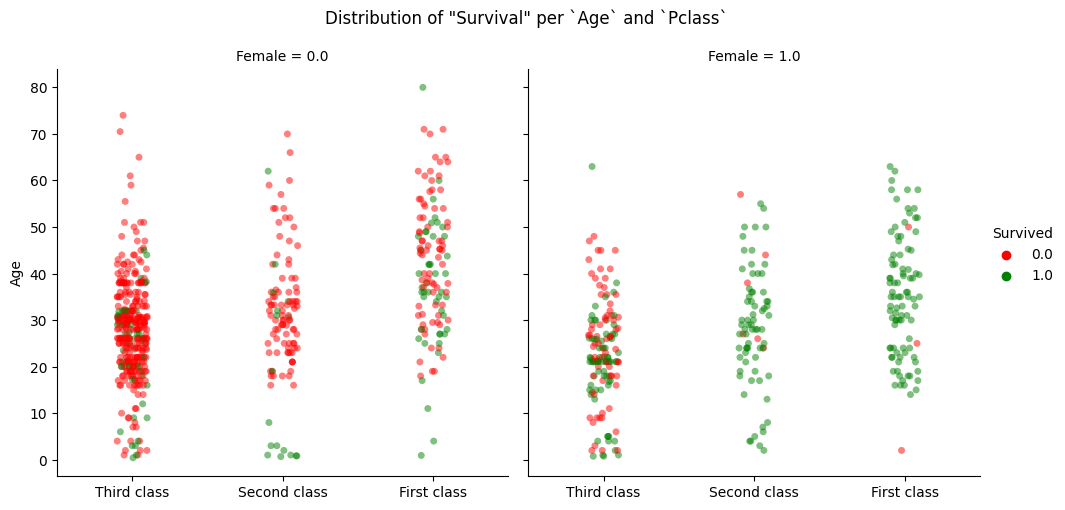 Distribution of "Survival" per `Age` and `Pclass`
Female = 0.0
Female = 1.0
Age
80
70
60
50
40
30
20
10
0
Third class
Second class
First class
Third class
Second class
First class
Survived
0.0
1.0